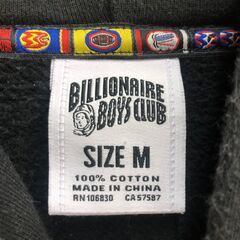 BILLIONAIRE
BOYS CLUB
SIZE M
100% COTTON
MADE IN CHINA
RN 106830 CA 57587